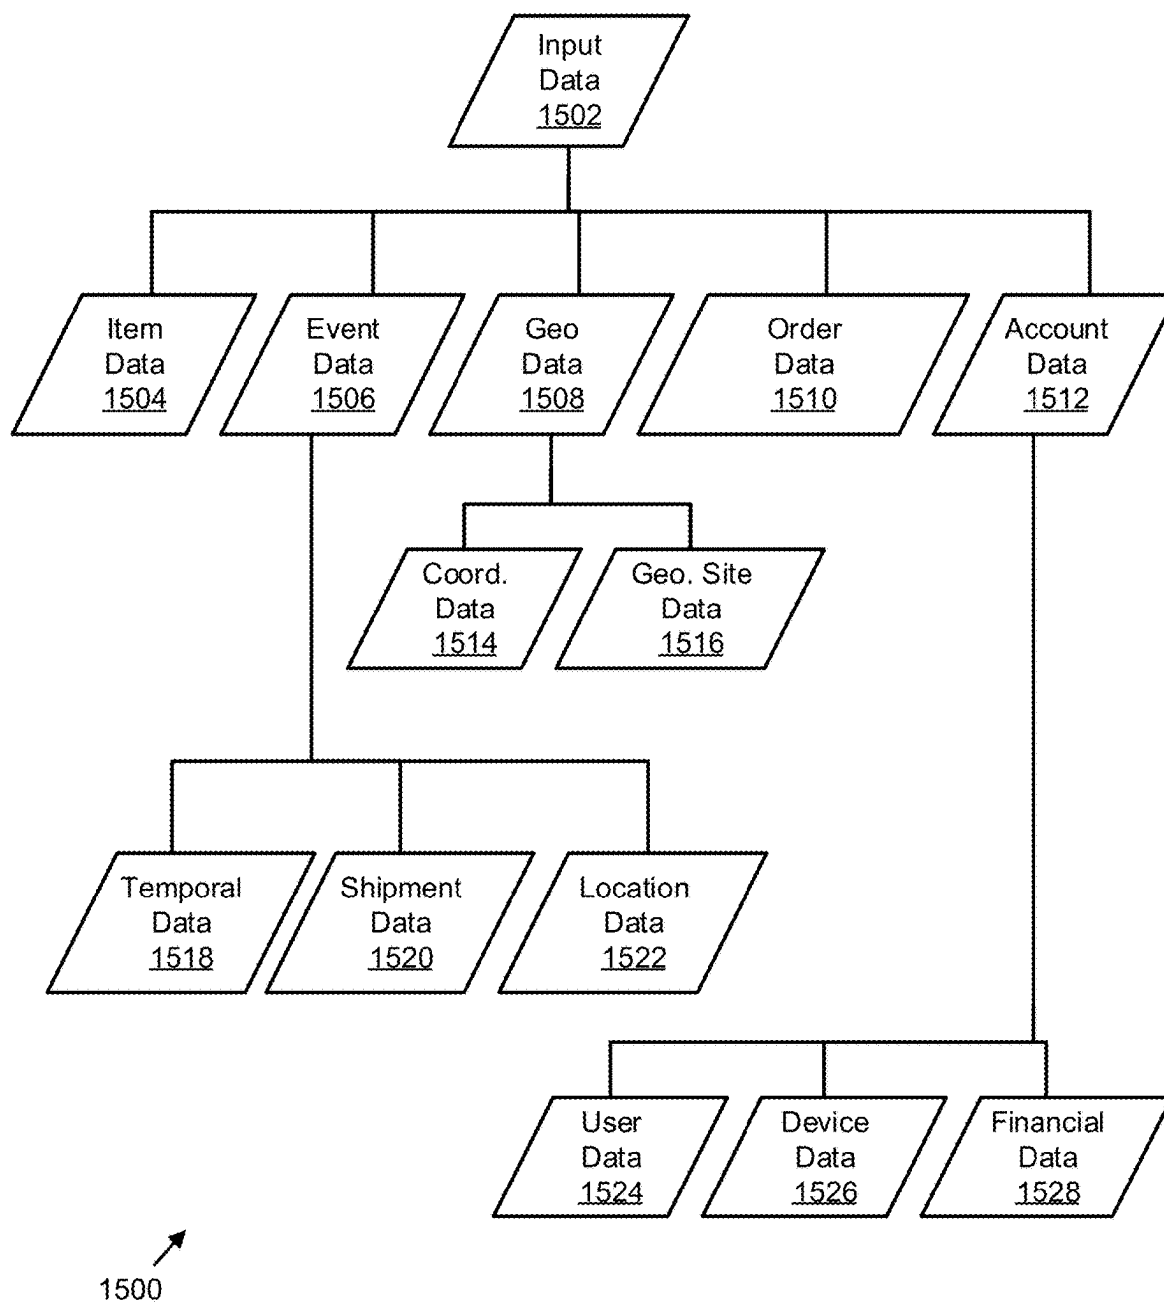 Input
Data
1502
Item
Data
1504
Event
Data
1506
Geo
Data
1508
Order
Data
1510
Account
Data
1512
Coord.
Data
1514
Geo. Site
Data
1516
Temporal
Data
1518
Shipment
Data
1520
Location
Data
1522
User
Data
1524
Device
Data
1526
Financial
Data
1528
1500